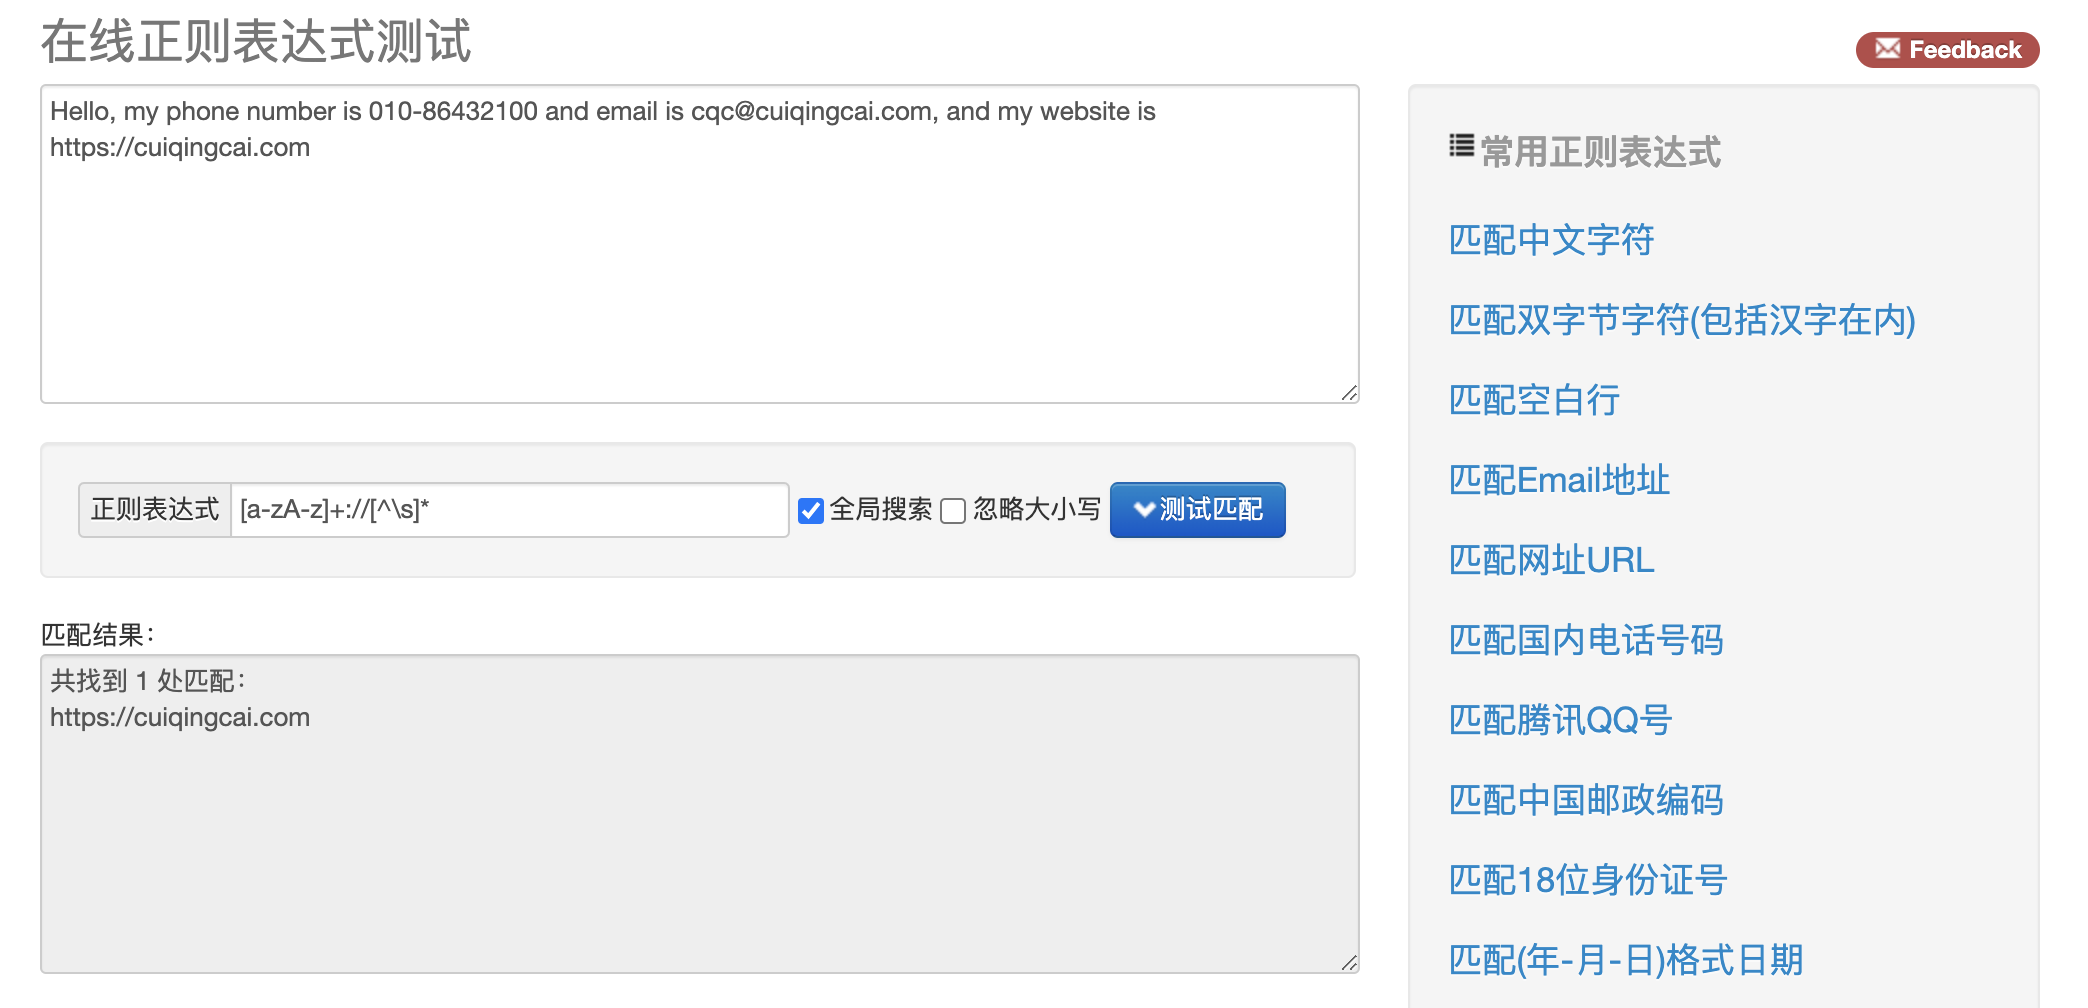 在线正则表达式测试
Feedback
Hello, my phone number is 010-86432100 and email is cqc@cuiqingcai.com, and my website is
https://cuiqingcai.com
正则表达式 [a-zA-z]+://[^\s]* 全局搜索 忽略大小写 测试匹配
匹配结果：
共找到 1 处匹配：
https://cuiqingcai.com
常用正则表达式
匹配中文字符
匹配双字节字符(包括汉字在内)
匹配空白行
匹配Email地址
匹配网址URL
匹配国内电话号码
匹配腾讯QQ号
匹配中国邮政编码
匹配18位身份证号
匹配(年-月-日)格式日期